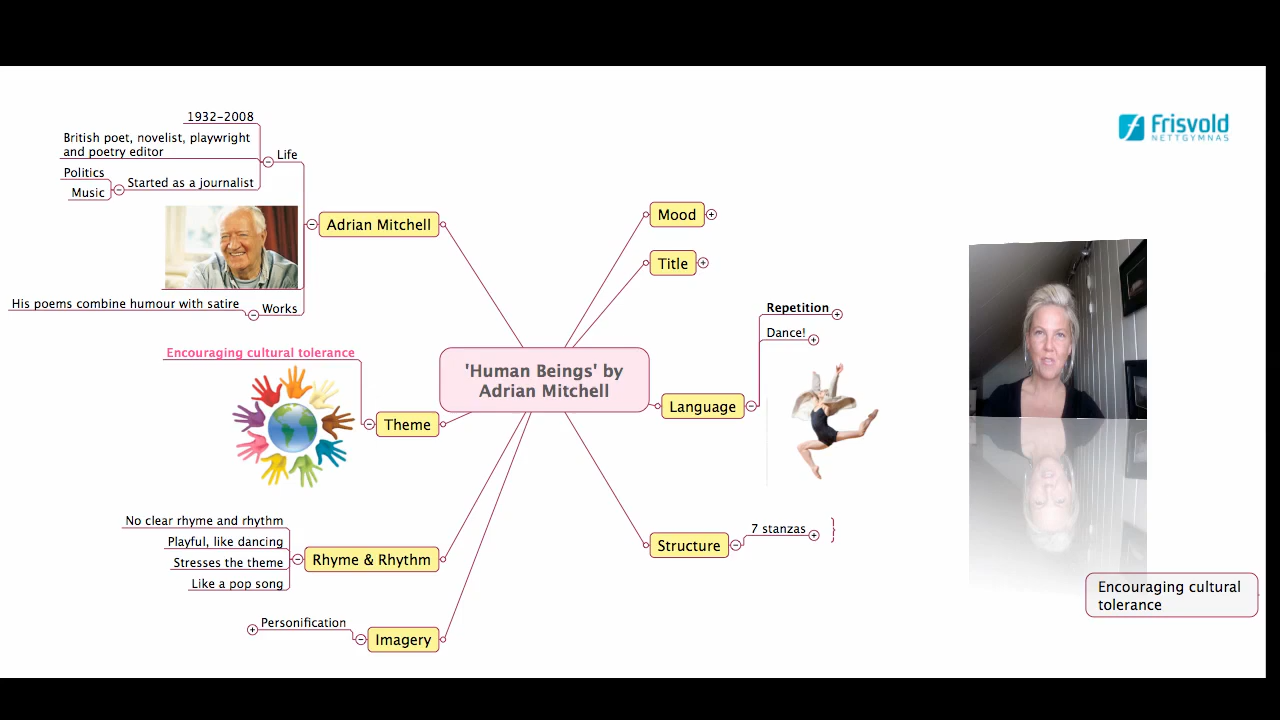 1932-2008
British poet, novelist, playwright
and poetry editor
Life
Politics
Music
Started as a journalist
Adrian Mitchell
His poems combine humour with satire
Works
Encouraging cultural tolerance
Theme
No clear rhyme and rhythm
Playful, like dancing
Stresses the theme
Like a pop song
Rhyme & Rhythm
Personification
Imagery
'Human Beings' by
Adrian Mitchell
Mood
Title
Repetition
Dance!
Language
7 stanzas
Structure
Frisvold
NETTGYMNAS
Encouraging cultural
tolerance